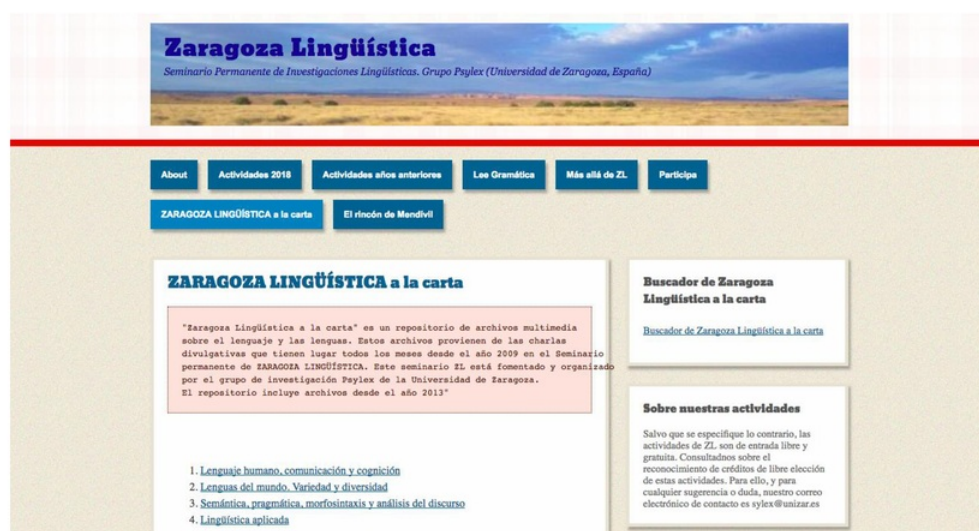 Zaragoza Lingüística
Seminario Permanente de Investigaciones Lingüísticas. Grupo Psylex (Universidad de Zaragoza, España)
About
Actividades 2018
Actividades años anteriores
Lee Gramática
Más allá de ZL
Participa
ZARAGOZA LINGÜÍSTICA a la carta
El rincón de Mendívil
ZARAGOZA LINGÜÍSTICA a la carta
"Zaragoza Lingüística a la carta" es un repositorio de archivos multimedia
sobre el lenguaje y las lenguas. Estos archivos provienen de las charlas
divulgativas que tienen lugar todos los meses desde el año 2009 en el Seminario
permanente de ZARAGOZA LINGÜÍSTICA. Este seminario ZL está fomentado y organizado
por el grupo de investigación Psylex de la Universidad de Zaragoza.
El repositorio incluye archivos desde el año 2013"
1. Lenguaje humano, comunicación y cognición
2. Lenguas del mundo. Variedad y diversidad
3. Semántica, pragmática, morfosintaxis y análisis del discurso
4. Lingüística aplicada
Buscador de Zaragoza
Lingüística a la carta
Buscador de Zaragoza Lingüística a la carta
Sobre nuestras actividades
Salvo que se especifique lo contrario, las
actividades de ZL son de entrada libre y
gratuita. Consultadnos sobre el
reconocimiento de créditos de libre elección
de estas actividades. Para ello, y para
cualquier sugerencia o duda, nuestro correo
electrónico de contacto es sylex@unizar.es